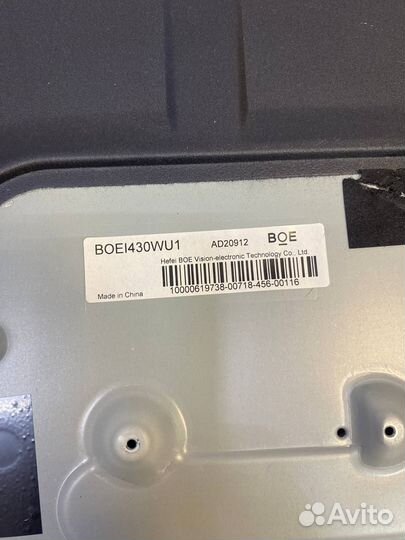 BOEI430WU1 AD20912 BOE
Hefei BOE Vision-electronic Technology Co., Ltd.
Made in China
10000619738-00718-456-00116
Avito